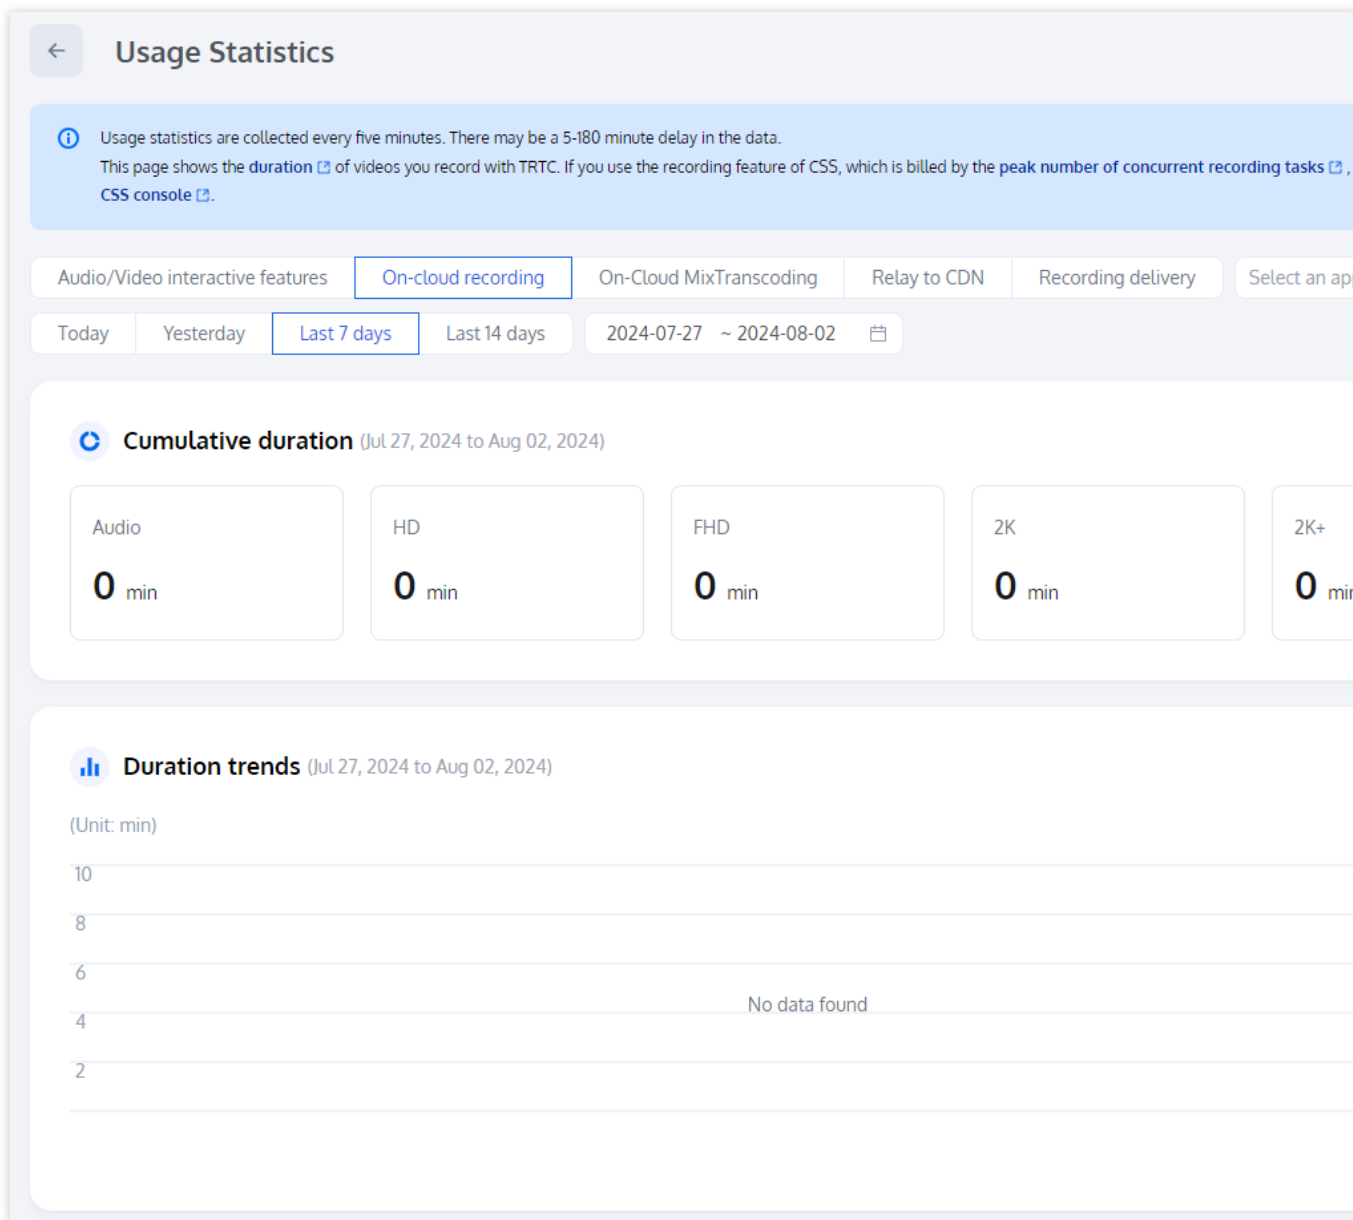 Usage Statistics
Usage statistics are collected every five minutes. There may be a 5-180 minute delay in the data.
This page shows the duration of videos you record with TRTC. If you use the recording feature of CSS, which is billed by the peak number of concurrent recording tasks ,
CSS console .
Audio/Video interactive features On-cloud recording On-Cloud MixTranscoding Relay to CDN Recording delivery Select an
Today Yesterday Last 7 days Last 14 days 2024-07-27 ~ 2024-08-02
Cumulative duration (Jul 27, 2024 to Aug 02, 2024)
Audio HD FHD 2K 2K+
0 min 0 min 0 min 0 min 0
Duration trends (Jul 27, 2024 to Aug 02, 2024)
(Unit: min)
10
8
6
No data found
4
2